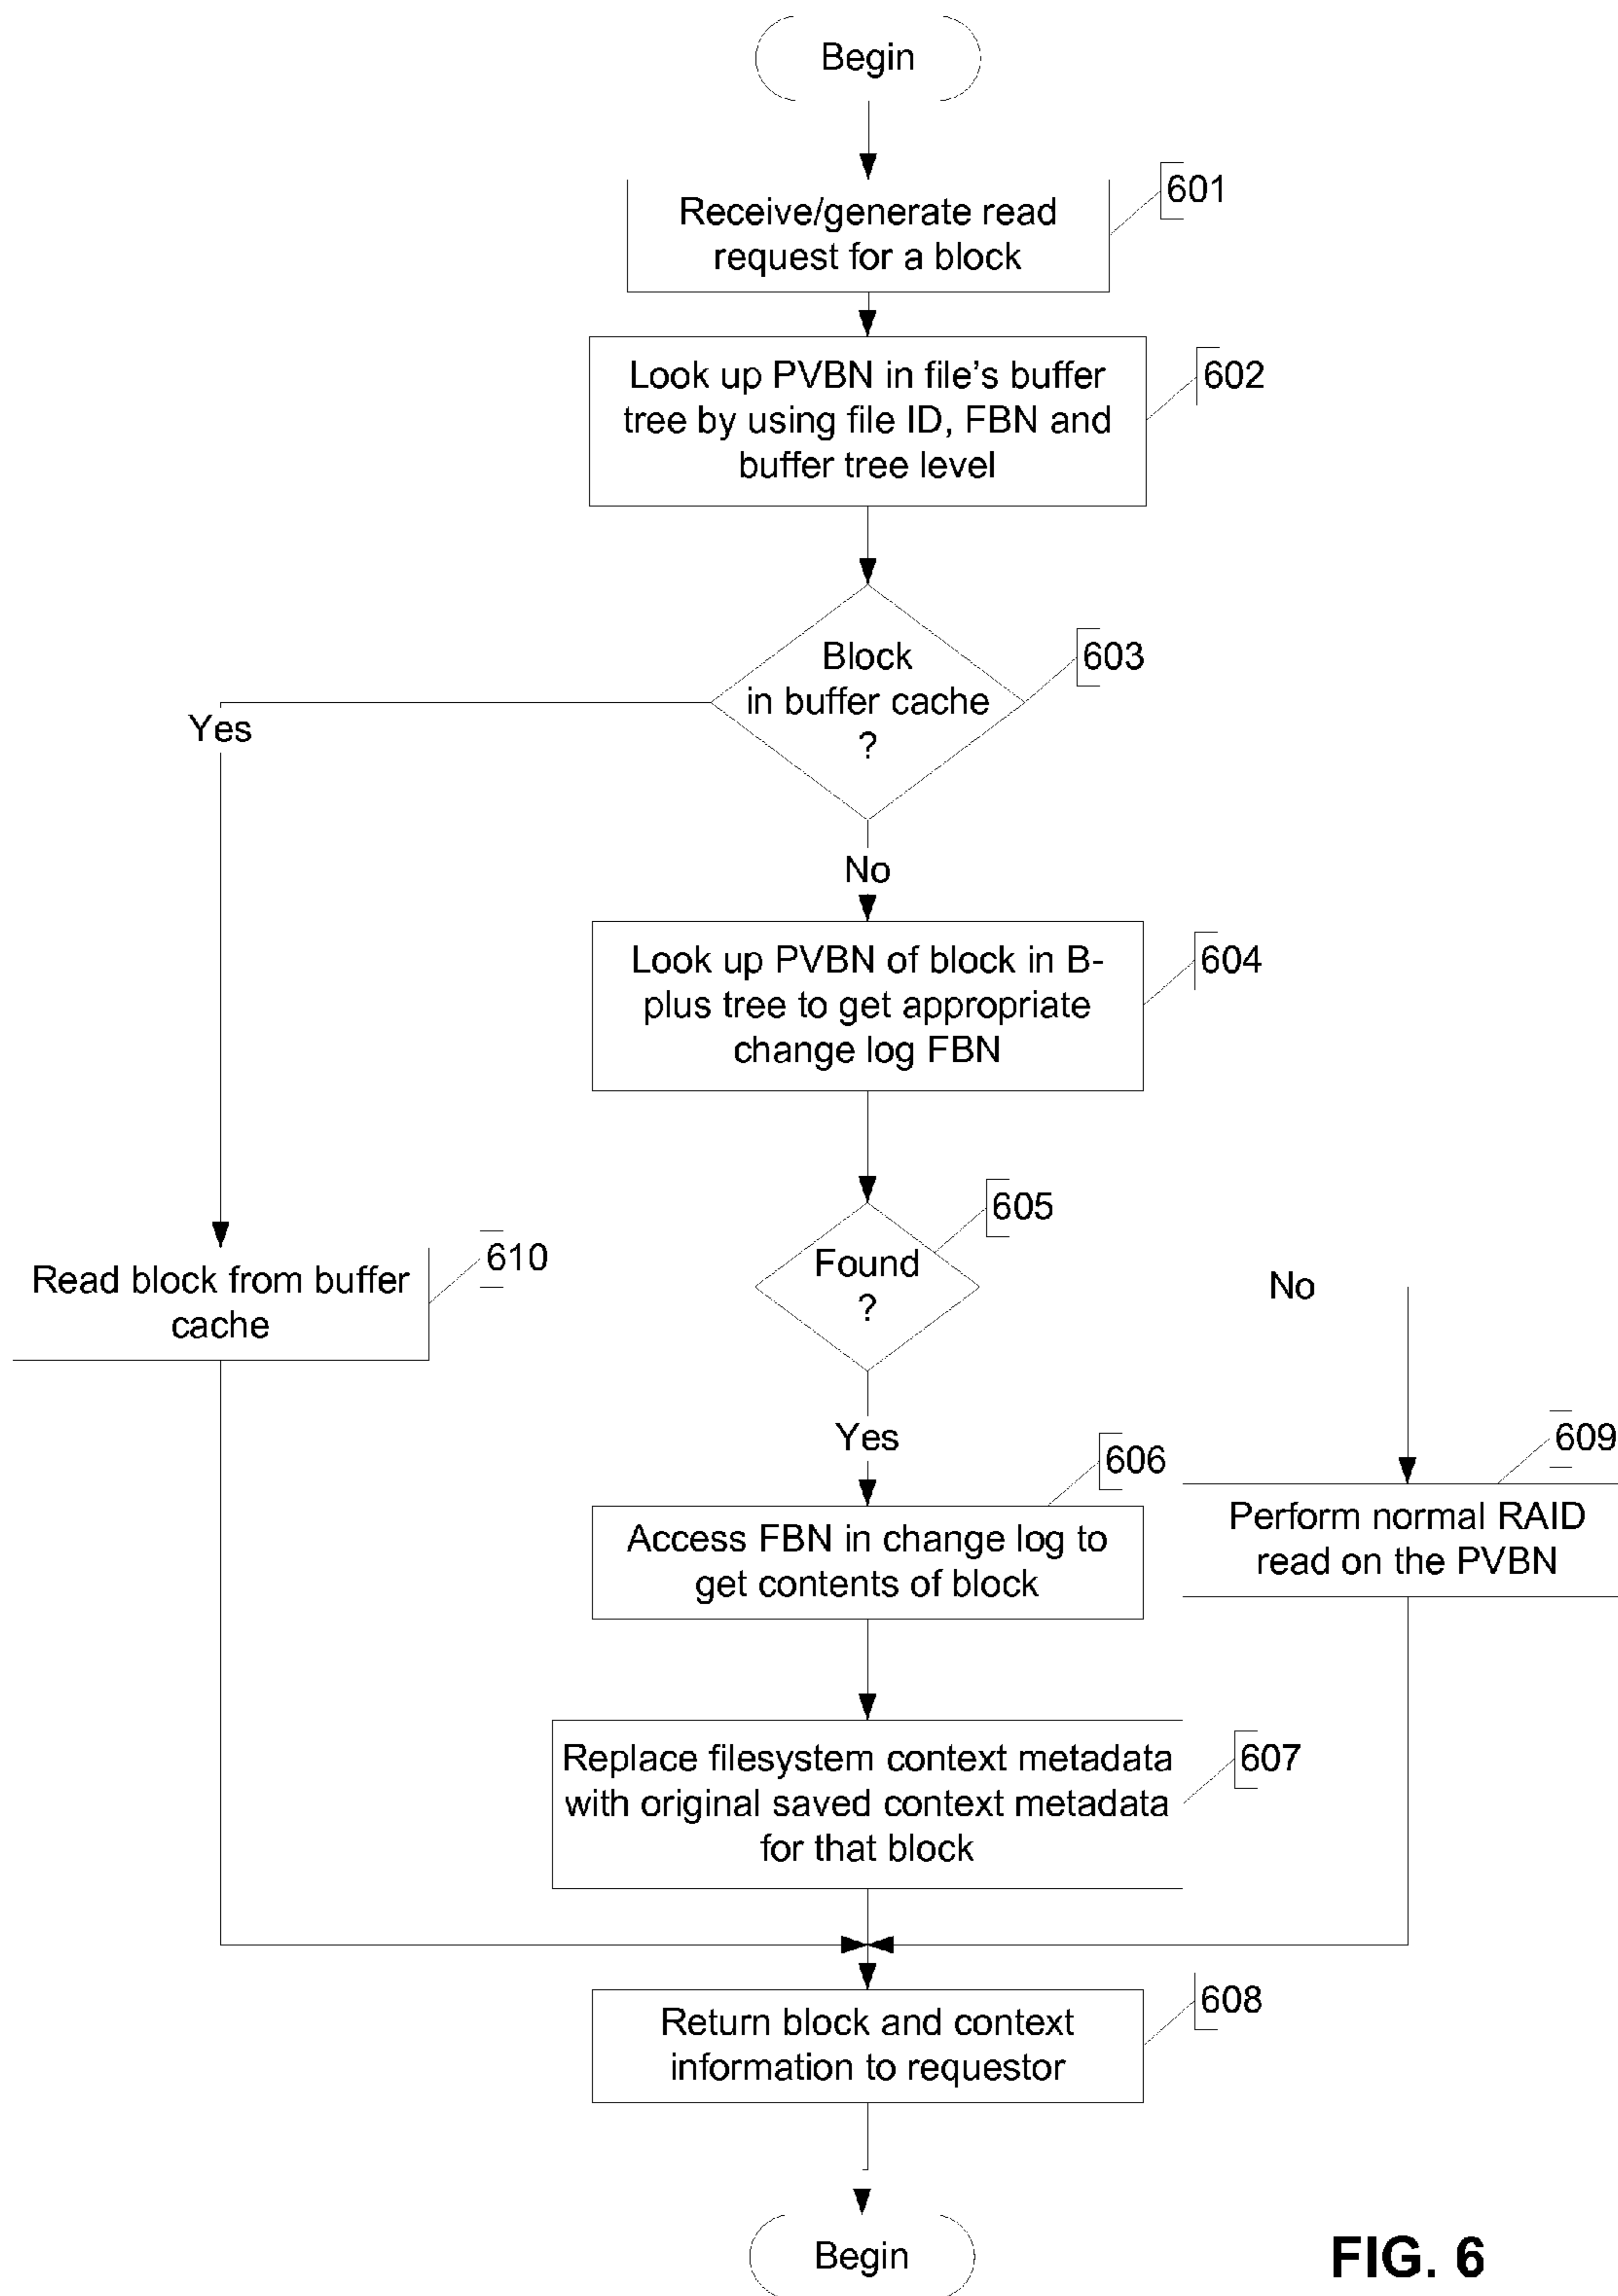 Begin
601
Receive/generate read
request for a block
602
Look up PVBN in file's buffer
tree by using file ID, FBN and
buffer tree level
603
Block
in buffer cache
?
Yes
No
604
Look up PVBN of block in B-
plus tree to get appropriate
change log FBN
605
Found
?
610
Read block from buffer
cache
No
Yes
606
Access FBN in change log to
get contents of block
609
Perform normal RAID
read on the PVBN
607
Replace filesystem context metadata
with original saved context metadata
for that block
608
Return block and context
information to requestor
Begin
FIG. 6